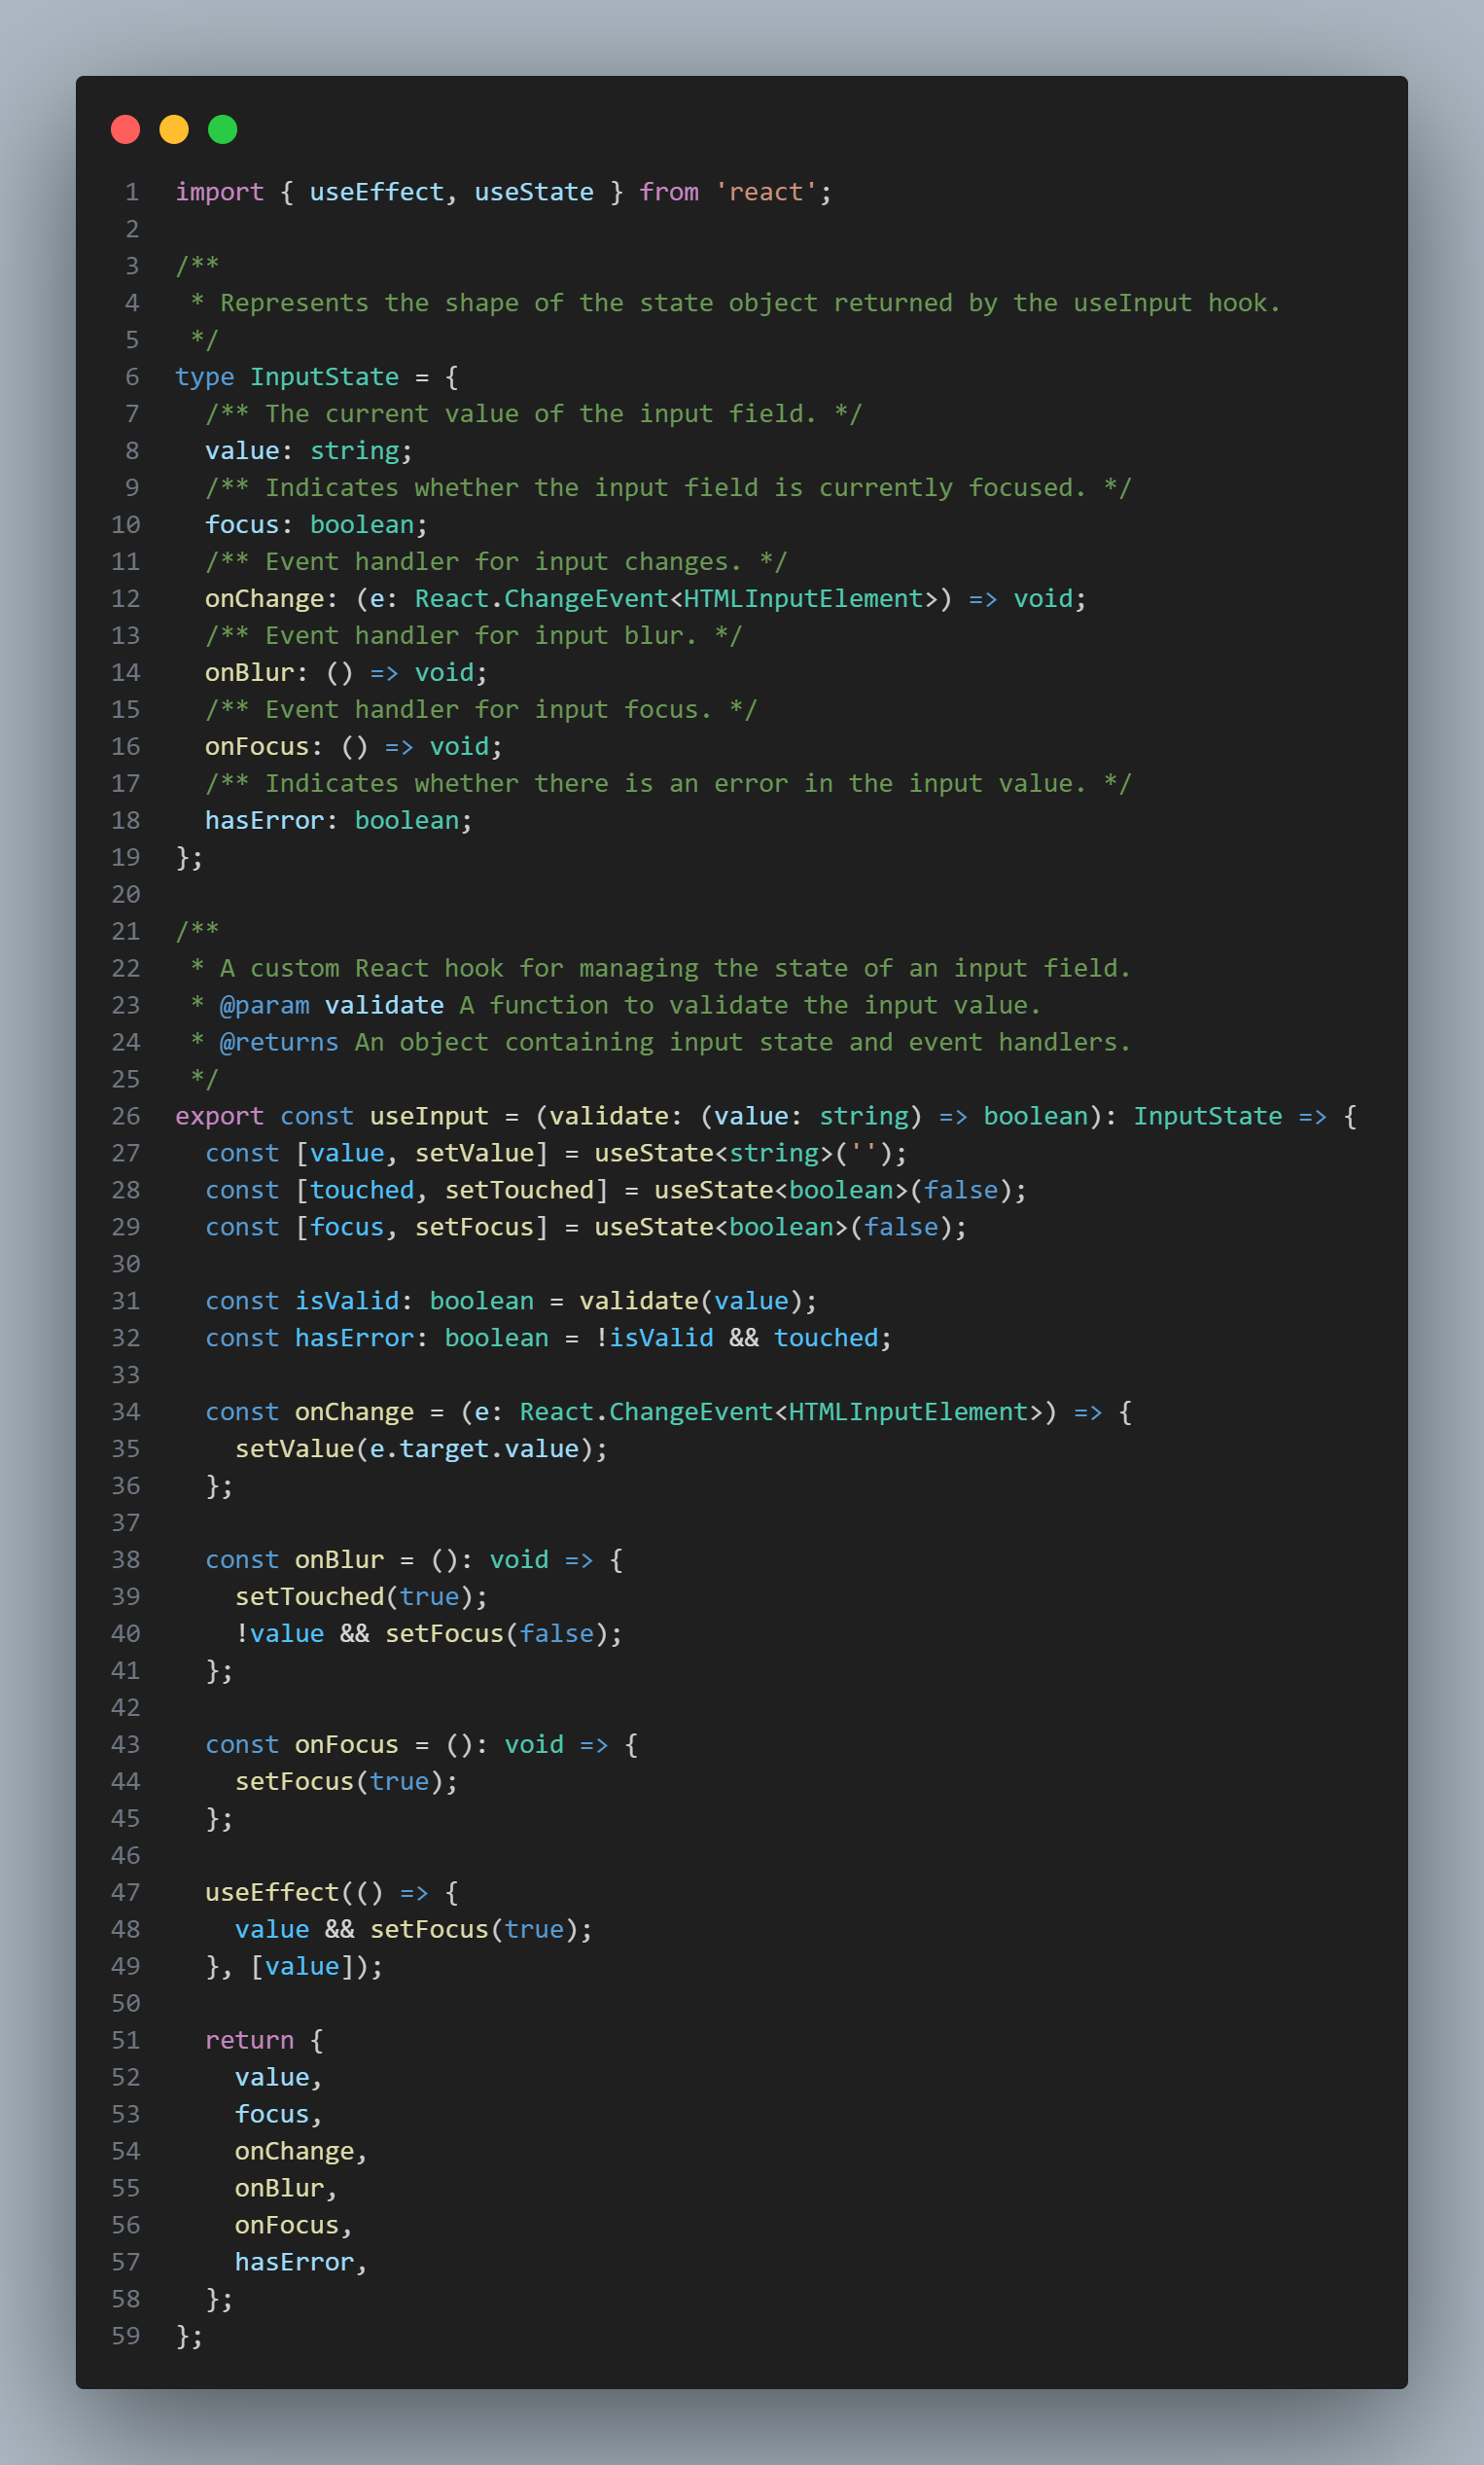 1 import { useEffect, useState } from 'react';
2
3 /**
4  * Represents the shape of the state object returned by the useInput hook.
5  */
6 type InputState = {
7   /** The current value of the input field. */
8   value: string;
9   /** Indicates whether the input field is currently focused. */
10   focus: boolean;
11   /** Event handler for input changes. */
12   onChange: (e: React.ChangeEvent<HTMLInputElement>) => void;
13   /** Event handler for input blur. */
14   onBlur: () => void;
15   /** Event handler for input focus. */
16   onFocus: () => void;
17   /** Indicates whether there is an error in the input value. */
18   hasError: boolean;
19 };
20
21 /**
22  * A custom React hook for managing the state of an input field.
23  * @param validate A function to validate the input value.
24  * @returns An object containing input state and event handlers.
25  */
26 export const useInput = (validate: (value: string) => boolean): InputState => {
27   const [value, setValue] = useState<string>('');
28   const [touched, setTouched] = useState<boolean>(false);
29   const [focus, setFocus] = useState<boolean>(false);
30
31   const isValid: boolean = validate(value);
32   const hasError: boolean = !isValid && touched;
33
34   const onChange = (e: React.ChangeEvent<HTMLInputElement>) => {
35     setValue(e.target.value);
36   };
37
38   const onBlur = (): void => {
39     setTouched(true);
40     !value && setFocus(false);
41   };
42
43   const onFocus = (): void => {
44     setFocus(true);
45   };
46
47   useEffect(() => {
48     value && setFocus(true);
49   }, [value]);
50
51   return {
52     value,
53     focus,
54     onChange,
55     onBlur,
56     onFocus,
57     hasError,
58   };
59 };